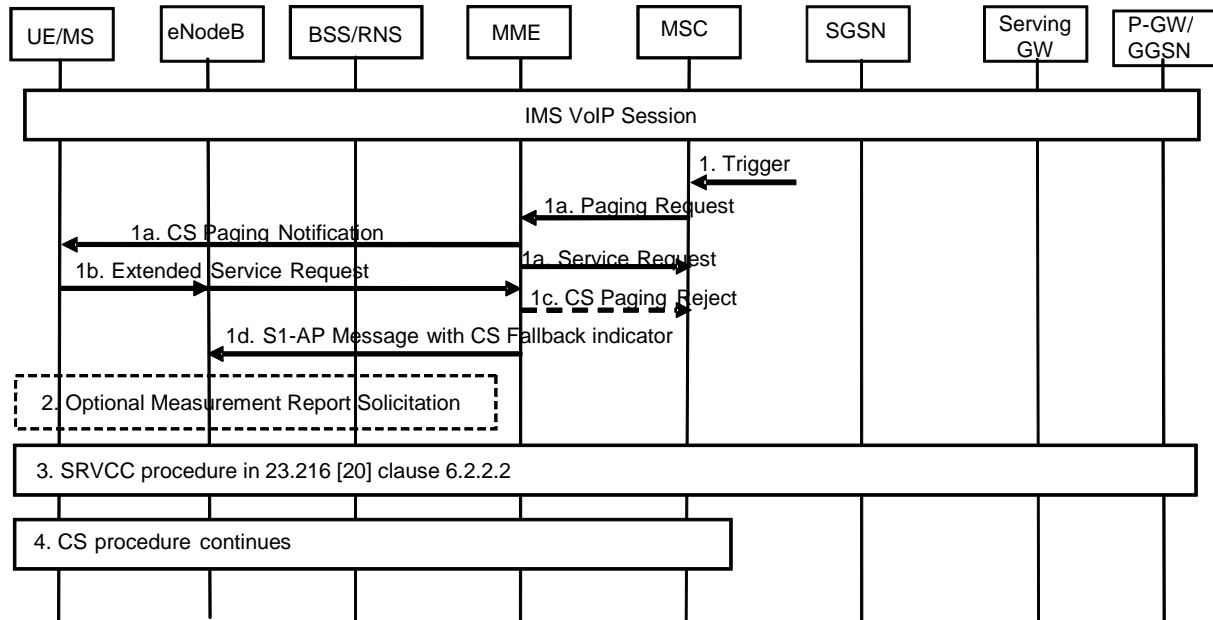 UE/MS
eNodeB
BSS/RNS
MME
MSC
SGSN
Serving
GW
P-GW/
GGSN
IMS VoIP Session
1. Trigger
1a. Paging Request
1a. CS Paging Notification
1a. Service Request
1b. Extended Service Request
1c. CS Paging Reject
1d. S1-AP Message with CS Fallback indicator
2. Optional Measurement Report Solicitation
3. SRVCC procedure in 23.216 [20] clause 6.2.2.2
4. CS procedure continues